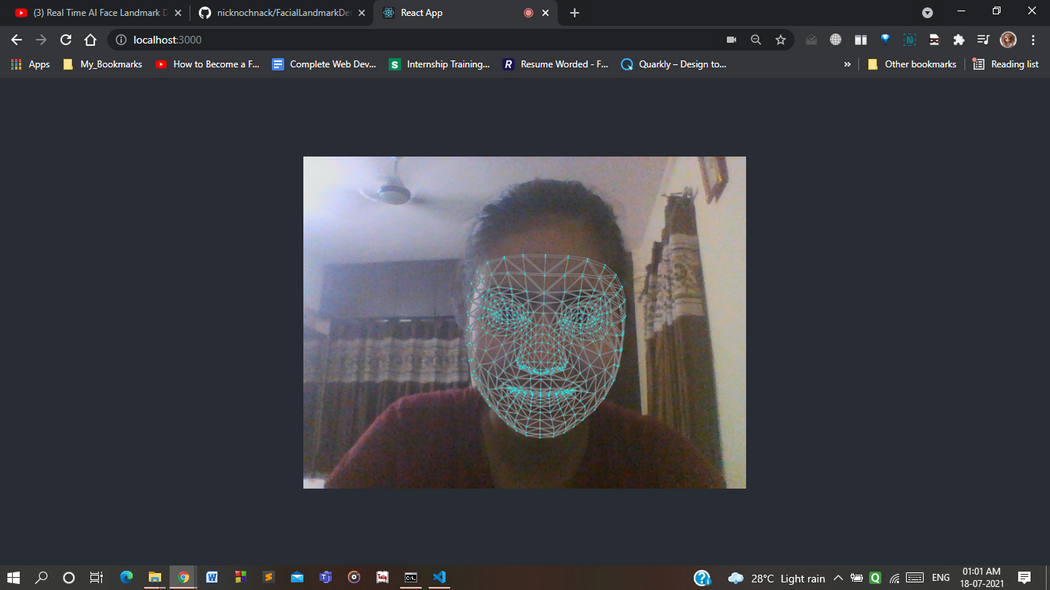 (3) Real Time AI Face Landmark D
nicknochnack/FacialLandmarkDe
React App
localhost:3000
Apps
My_Bookmarks
How to Become a F...
Complete Web Dev...
S
Internship Training...
R
Resume Worded - F...
Quarkly – Design to...
»
Other bookmarks
Reading list
28°C Light rain
ENG
01:01 AM
18-07-2021